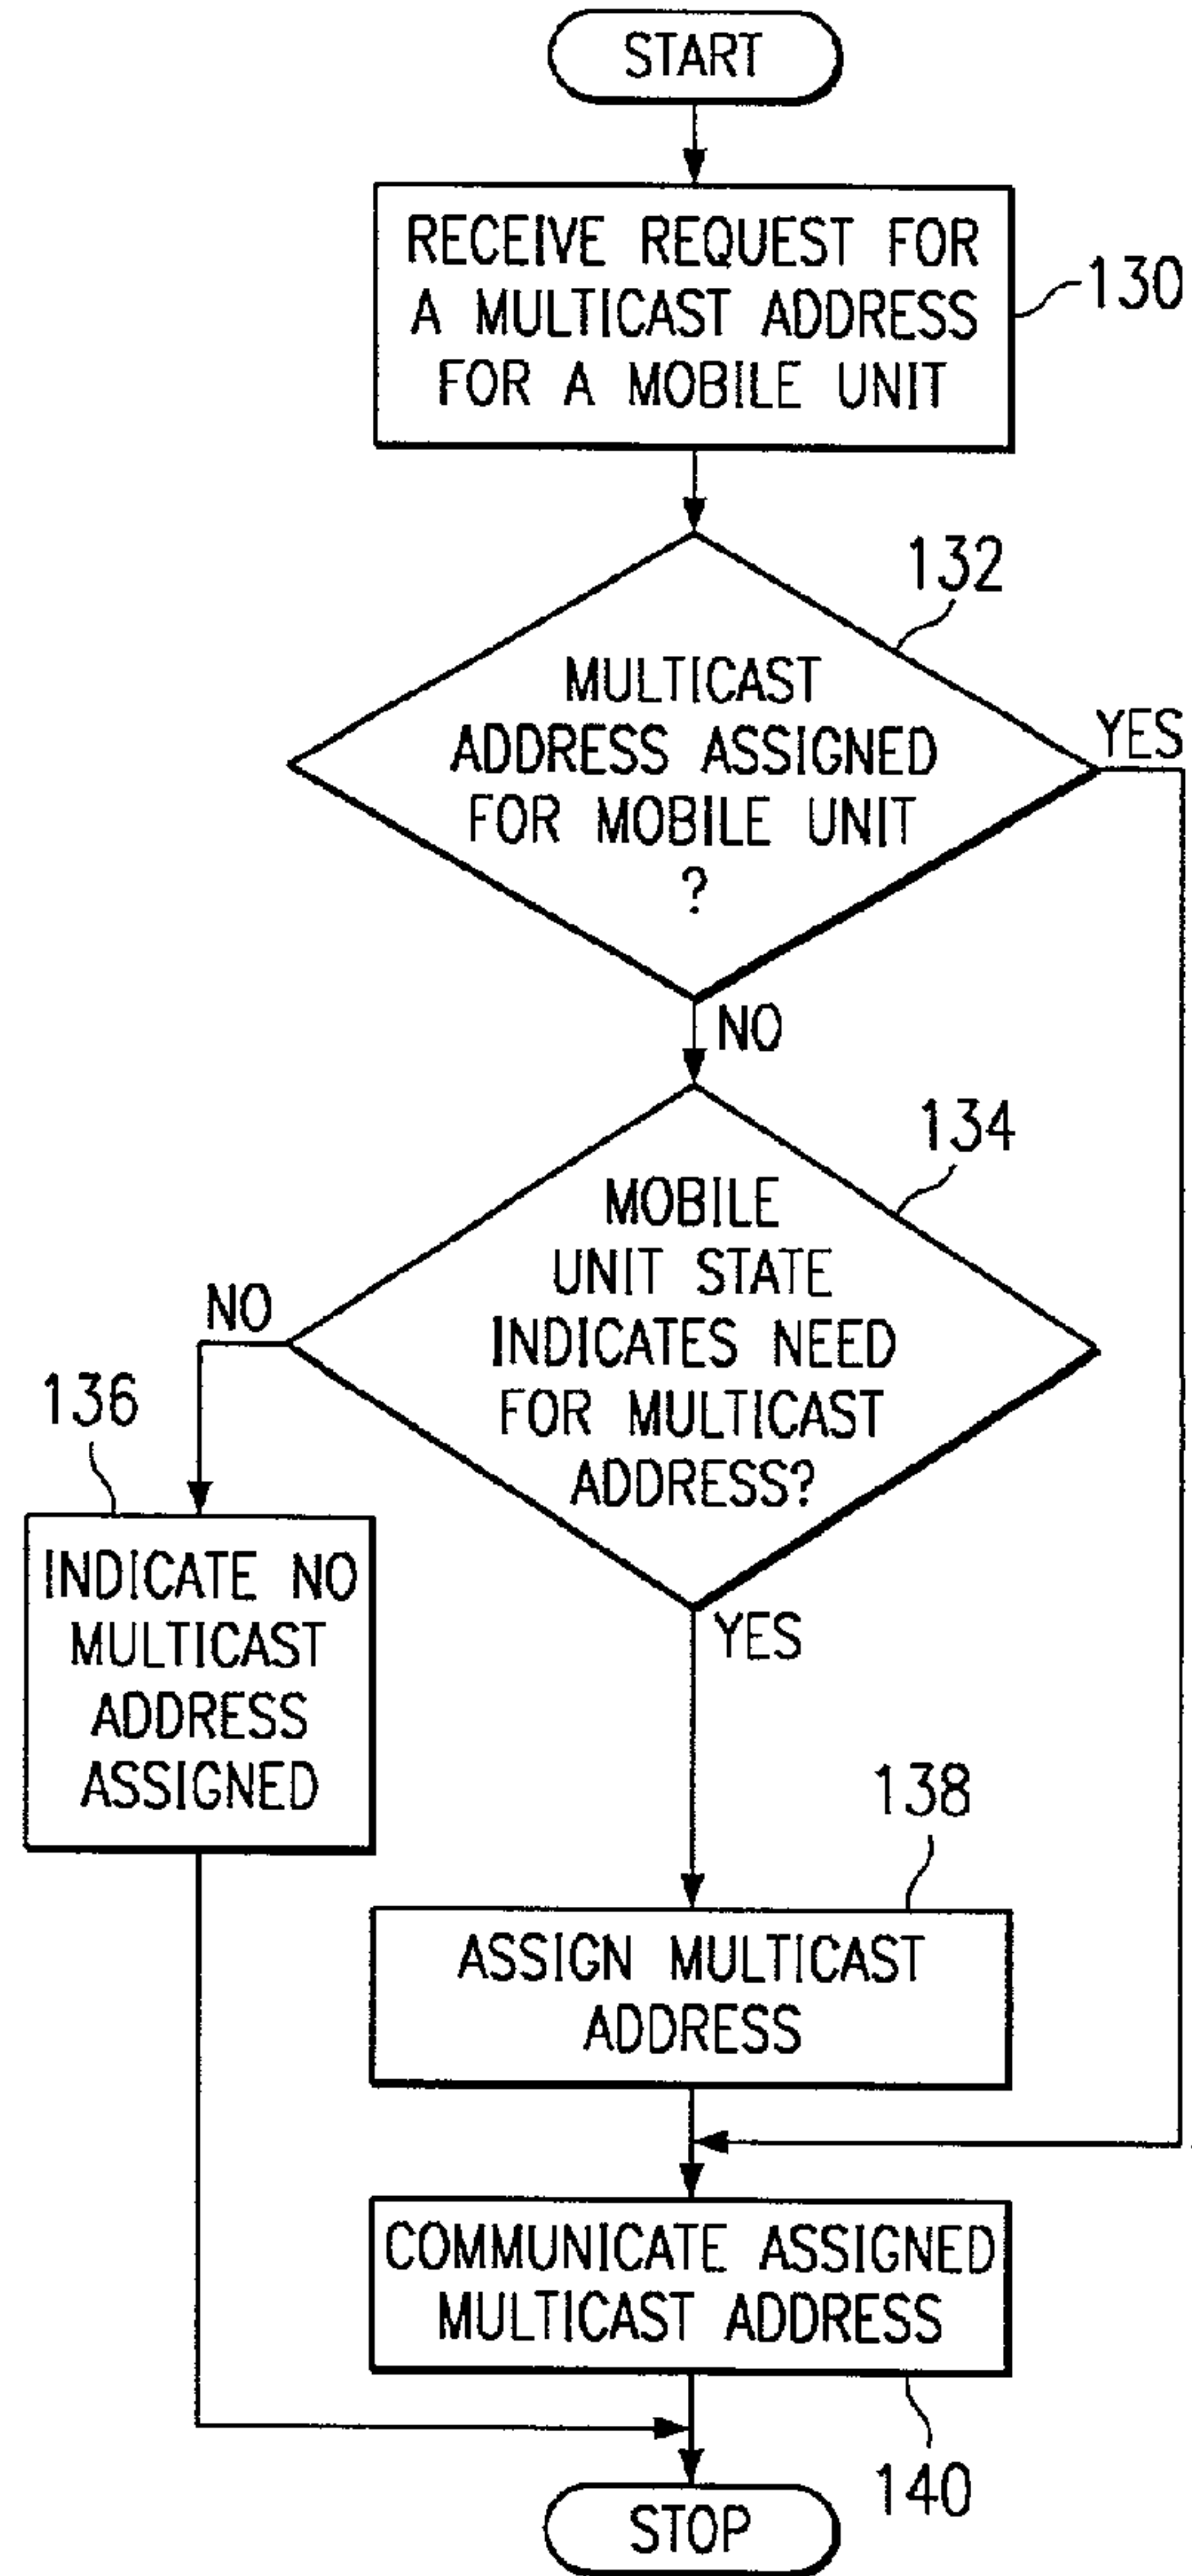 START
RECEIVE REQUEST FOR
A MULTICAST ADDRESS
FOR A MOBILE UNIT
130
132
MULTICAST
ADDRESS ASSIGNED
FOR MOBILE UNIT
?
YES
NO
134
MOBILE
UNIT STATE
INDICATES NEED
FOR MULTICAST
ADDRESS?
NO
136
INDICATE NO
MULTICAST
ADDRESS
ASSIGNED
YES
138
ASSIGN MULTICAST
ADDRESS
COMMUNICATE ASSIGNED
MULTICAST ADDRESS
140
STOP